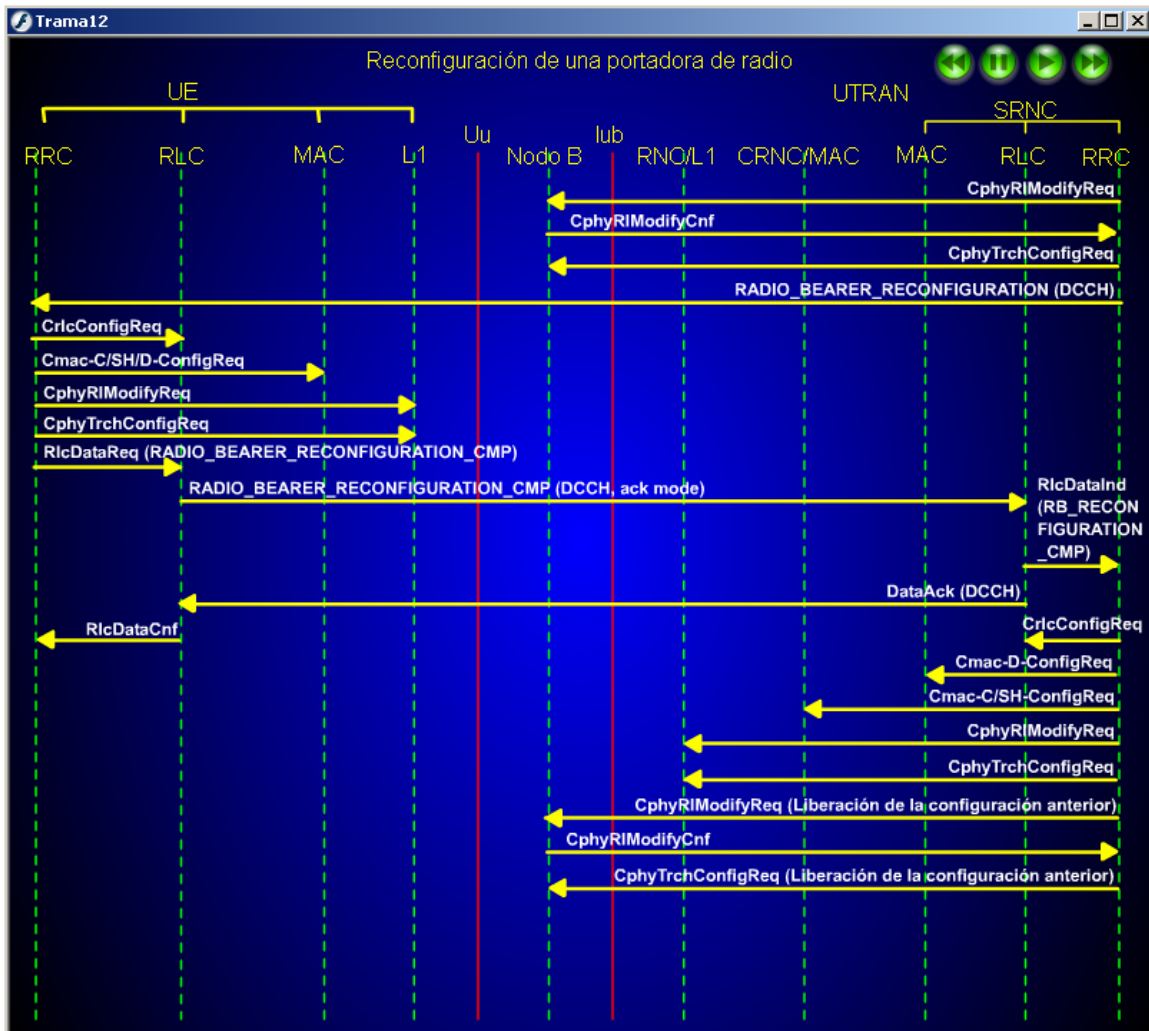 Trama12
Reconfiguración de una portadora de radio
UE
UTRAN
SRNC
Uu
Iub
RRC
RLC
MAC
L1
Nodo B
RNC/L1
CRNC/MAC
MAC
RLC
RRC
CphyRlModifyReq
CphyRlModifyCnf
CphyTrchConfigReq
RADIO_BEARER_RECONFIGURATION (DCCH)
CrlcConfigReq
Cmac-C/SH/D-ConfigReq
CphyRlModifyReq
CphyTrchConfigReq
RlcDataReq (RADIO_BEARER_RECONFIGURATION_CMP)
RADIO_BEARER_RECONFIGURATION_CMP (DCCH, ack mode)
RlcDataInd
(RB_RECON
FIGURATION
_CMP)
DataAck (DCCH)
RlcDataCnf
CrlcConfigReq
Cmac-D-ConfigReq
Cmac-C/SH-ConfigReq
CphyRlModifyReq
CphyTrchConfigReq
CphyRlModifyReq (Liberación de la configuración anterior)
CphyRlModifyCnf
CphyTrchConfigReq (Liberación de la configuración anterior)